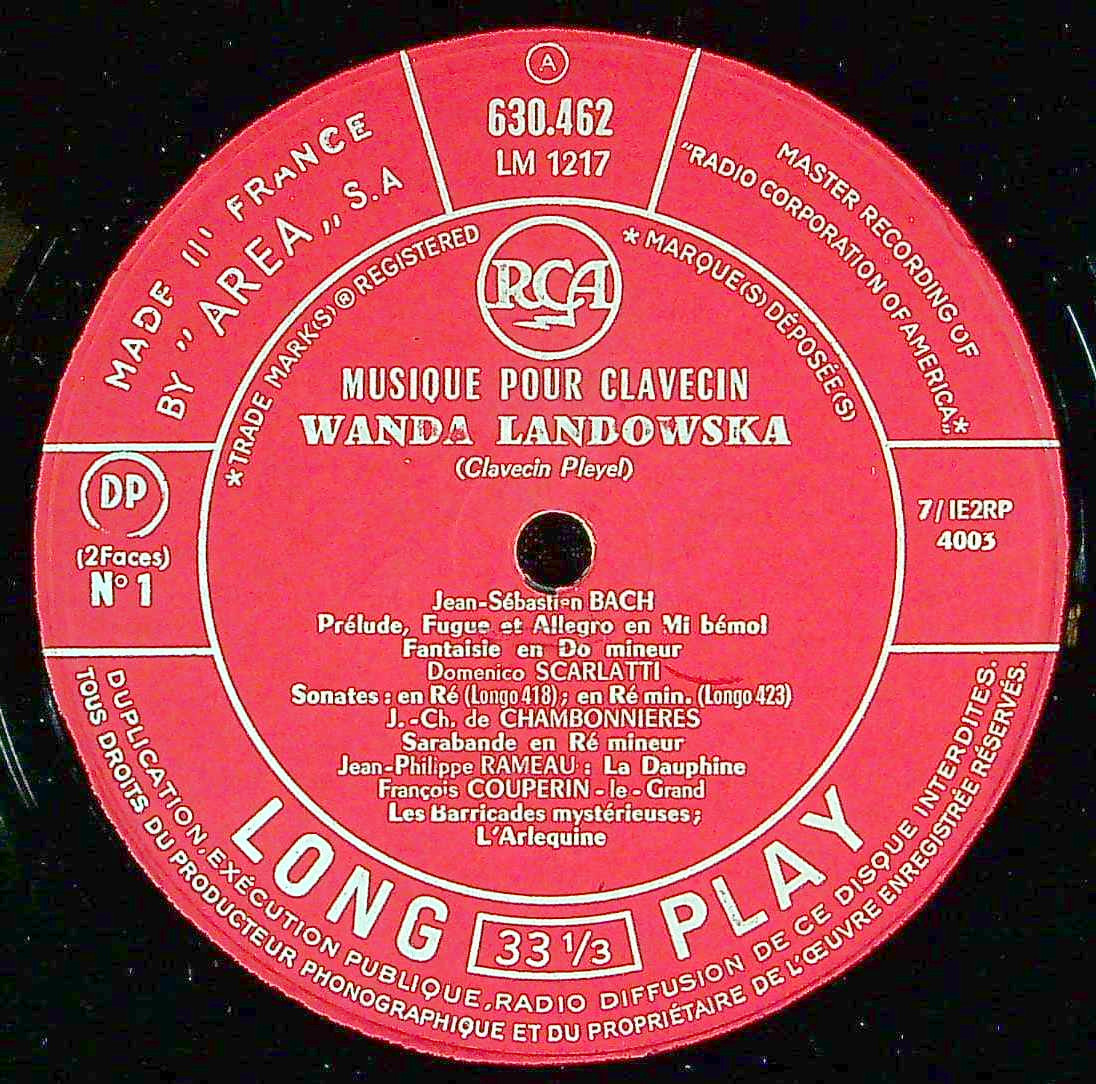 A
630.462
LM 1217
MADE IN FRANCE
BY "AREA„ S.A
MASTER RECORDING OF
"RADIO CORPORATION OF AMERICA„*
*TRADE MARK(S)®REGISTERED
*MARQUE(S) DÉPOSÉE(S)
RCA
MUSIQUE POUR CLAVECIN
WANDA LANDOWSKA
(Clavecin Pleyel)
DP
(2Faces)
N° 1
7/IE2RP
4003
Jean-Sébastien BACH
Prélude, Fugue et Allegro en Mi bémol
Fantaisie en Do mineur
Domenico SCARLATTI
Sonates : en Ré (Longo 418) ; en Ré min. (Longo 423)
J.-Ch. de CHAMBONNIERES
Sarabande en Ré mineur
Jean-Philippe RAMEAU : La Dauphine
François COUPERIN - le - Grand
Les Barricades mystérieuses ;
L'Arlequine
LONG PLAY
33 1/3
DUPLICATION, EXÉCUTION PUBLIQUE, RADIO DIFFUSION DE CE DISQUE INTERDITES.
TOUS DROITS DU PRODUCTEUR PHONOGRAPHIQUE ET DU PROPRIÉTAIRE DE L'ŒUVRE ENREGISTRÉE RÉSERVÉS.